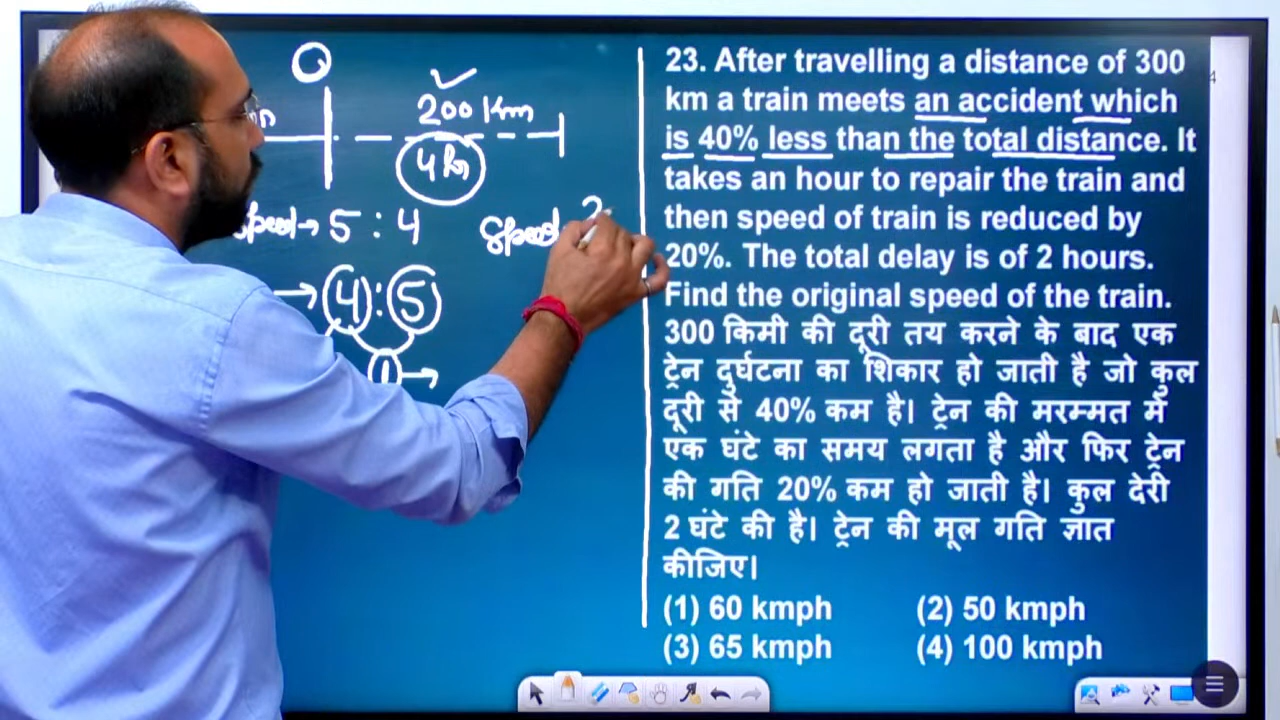 200 km
4 hr
speed → 5 : 4
Speed 2
→ 4 : 5
1 →
23. After travelling a distance of 300
km a train meets an accident which
is 40% less than the total distance. It
takes an hour to repair the train and
then speed of train is reduced by
20%. The total delay is of 2 hours.
Find the original speed of the train.
300 किमी की दूरी तय करने के बाद एक
ट्रेन दुर्घटना का शिकार हो जाती है जो कुल
दूरी से 40% कम है। ट्रेन की मरम्मत में
एक घंटे का समय लगता है और फिर ट्रेन
की गति 20% कम हो जाती है। कुल देरी
2 घंटे की है। ट्रेन की मूल गति ज्ञात
कीजिए।
(1) 60 kmph (2) 50 kmph
(3) 65 kmph (4) 100 kmph
4